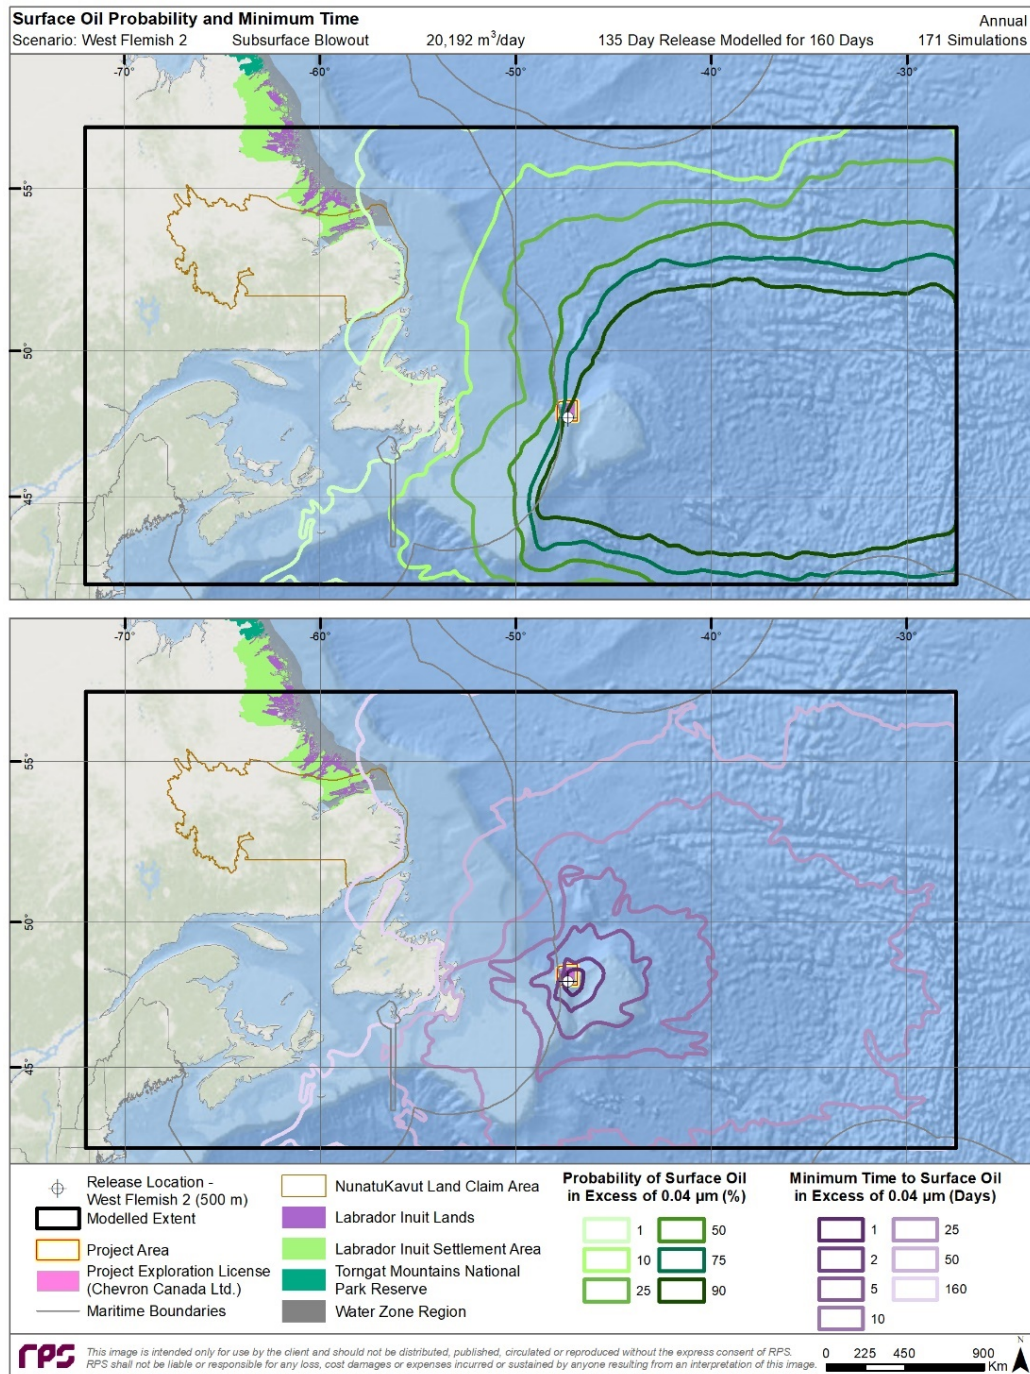 Surface Oil Probability and Minimum Time
Annual
Scenario: West Flemish 2 Subsurface Blowout 20,192 m³/day 135 Day Release Modelled for 160 Days 171 Simulations
-70° -60° -50° -40° -30°
55°
50°
45°
-70° -60° -50° -40° -30°
55°
50°
45°
Release Location -
West Flemish 2 (500 m)
Modelled Extent
Project Area
Project Exploration License
(Chevron Canada Ltd.)
Maritime Boundaries
NunatuKavut Land Claim Area
Labrador Inuit Lands
Labrador Inuit Settlement Area
Torngat Mountains National
Park Reserve
Water Zone Region
Probability of Surface Oil
in Excess of 0.04 µm (%)
1 50
10 75
25 90
Minimum Time to Surface Oil
in Excess of 0.04 µm (Days)
1 25
2 50
5 160
10
rps
This image is intended only for use by the client and should not be distributed, published, circulated or reproduced without the express consent of RPS.
RPS shall not be liable or responsible for any loss, cost damages or expenses incurred or sustained by anyone resulting from an interpretation of this image.
0 225 450 900
Km
N